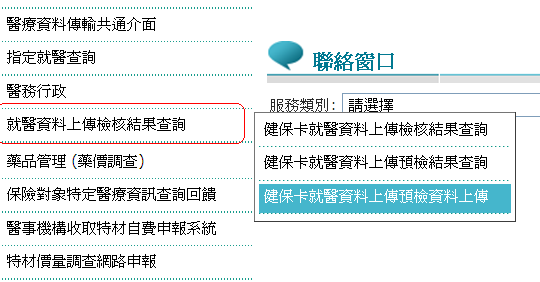 醫療資料傳輸共通介面
指定就醫查詢
醫務行政
就醫資料上傳檢核結果查詢
藥品管理 (藥價調查)
保險對象特定醫療資訊查詢回饋
醫事機構收取特材自費申報系統
特材價量調查網路申報
聯絡窗口
服務類別: 請選擇
健保卡就醫資料上傳檢核結果查詢
健保卡就醫資料上傳預檢結果查詢
健保卡就醫資料上傳預檢資料上傳